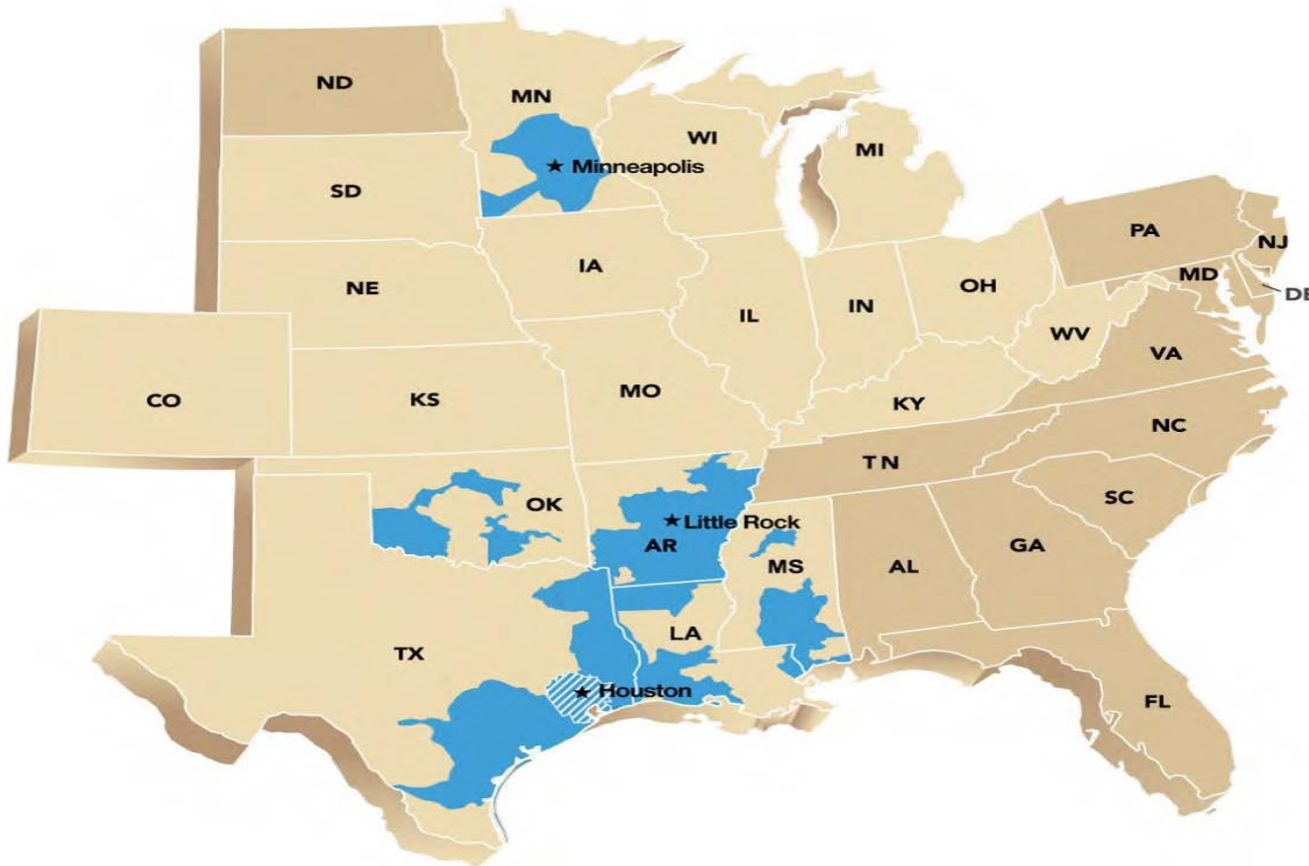 ND
MN
WI
MI
★ Minneapolis
SD
PA
NJ
MD
DE
NE
IA
IL
IN
OH
WV
VA
CO
KS
MO
KY
NC
TN
OK
★ Little Rock
AR
MS
AL
GA
SC
TX
LA
★ Houston
FL